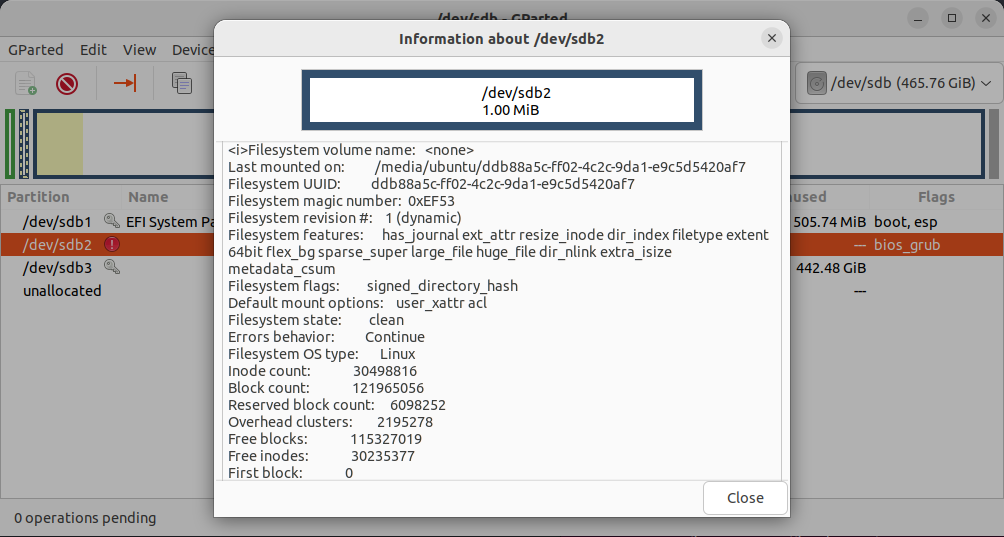 /dev/sdb - GParted
Information about /dev/sdb2
GParted Edit View Device
/dev/sdb (465.76 GiB)
/dev/sdb2
1.00 MiB
<i>Filesystem volume name: <none>
Last mounted on: /media/ubuntu/ddb88a5c-ff02-4c2c-9da1-e9c5d5420af7
Filesystem UUID: ddb88a5c-ff02-4c2c-9da1-e9c5d5420af7
Filesystem magic number: 0xEF53
Filesystem revision #: 1 (dynamic)
Filesystem features: has_journal ext_attr resize_inode dir_index filetype extent
64bit flex_bg sparse_super large_file huge_file dir_nlink extra_isize
metadata_csum
Filesystem flags: signed_directory_hash
Default mount options: user_xattr acl
Filesystem state: clean
Errors behavior: Continue
Filesystem OS type: Linux
Inode count: 30498816
Block count: 121965056
Reserved block count: 6098252
Overhead clusters: 2195278
Free blocks: 115327019
Free inodes: 30235377
First block: 0
Close
Partition Name used Flags
/dev/sdb1 EFI System Pa 505.74 MiB boot, esp
/dev/sdb2 --- bios_grub
/dev/sdb3 442.48 GiB
unallocated ---
0 operations pending